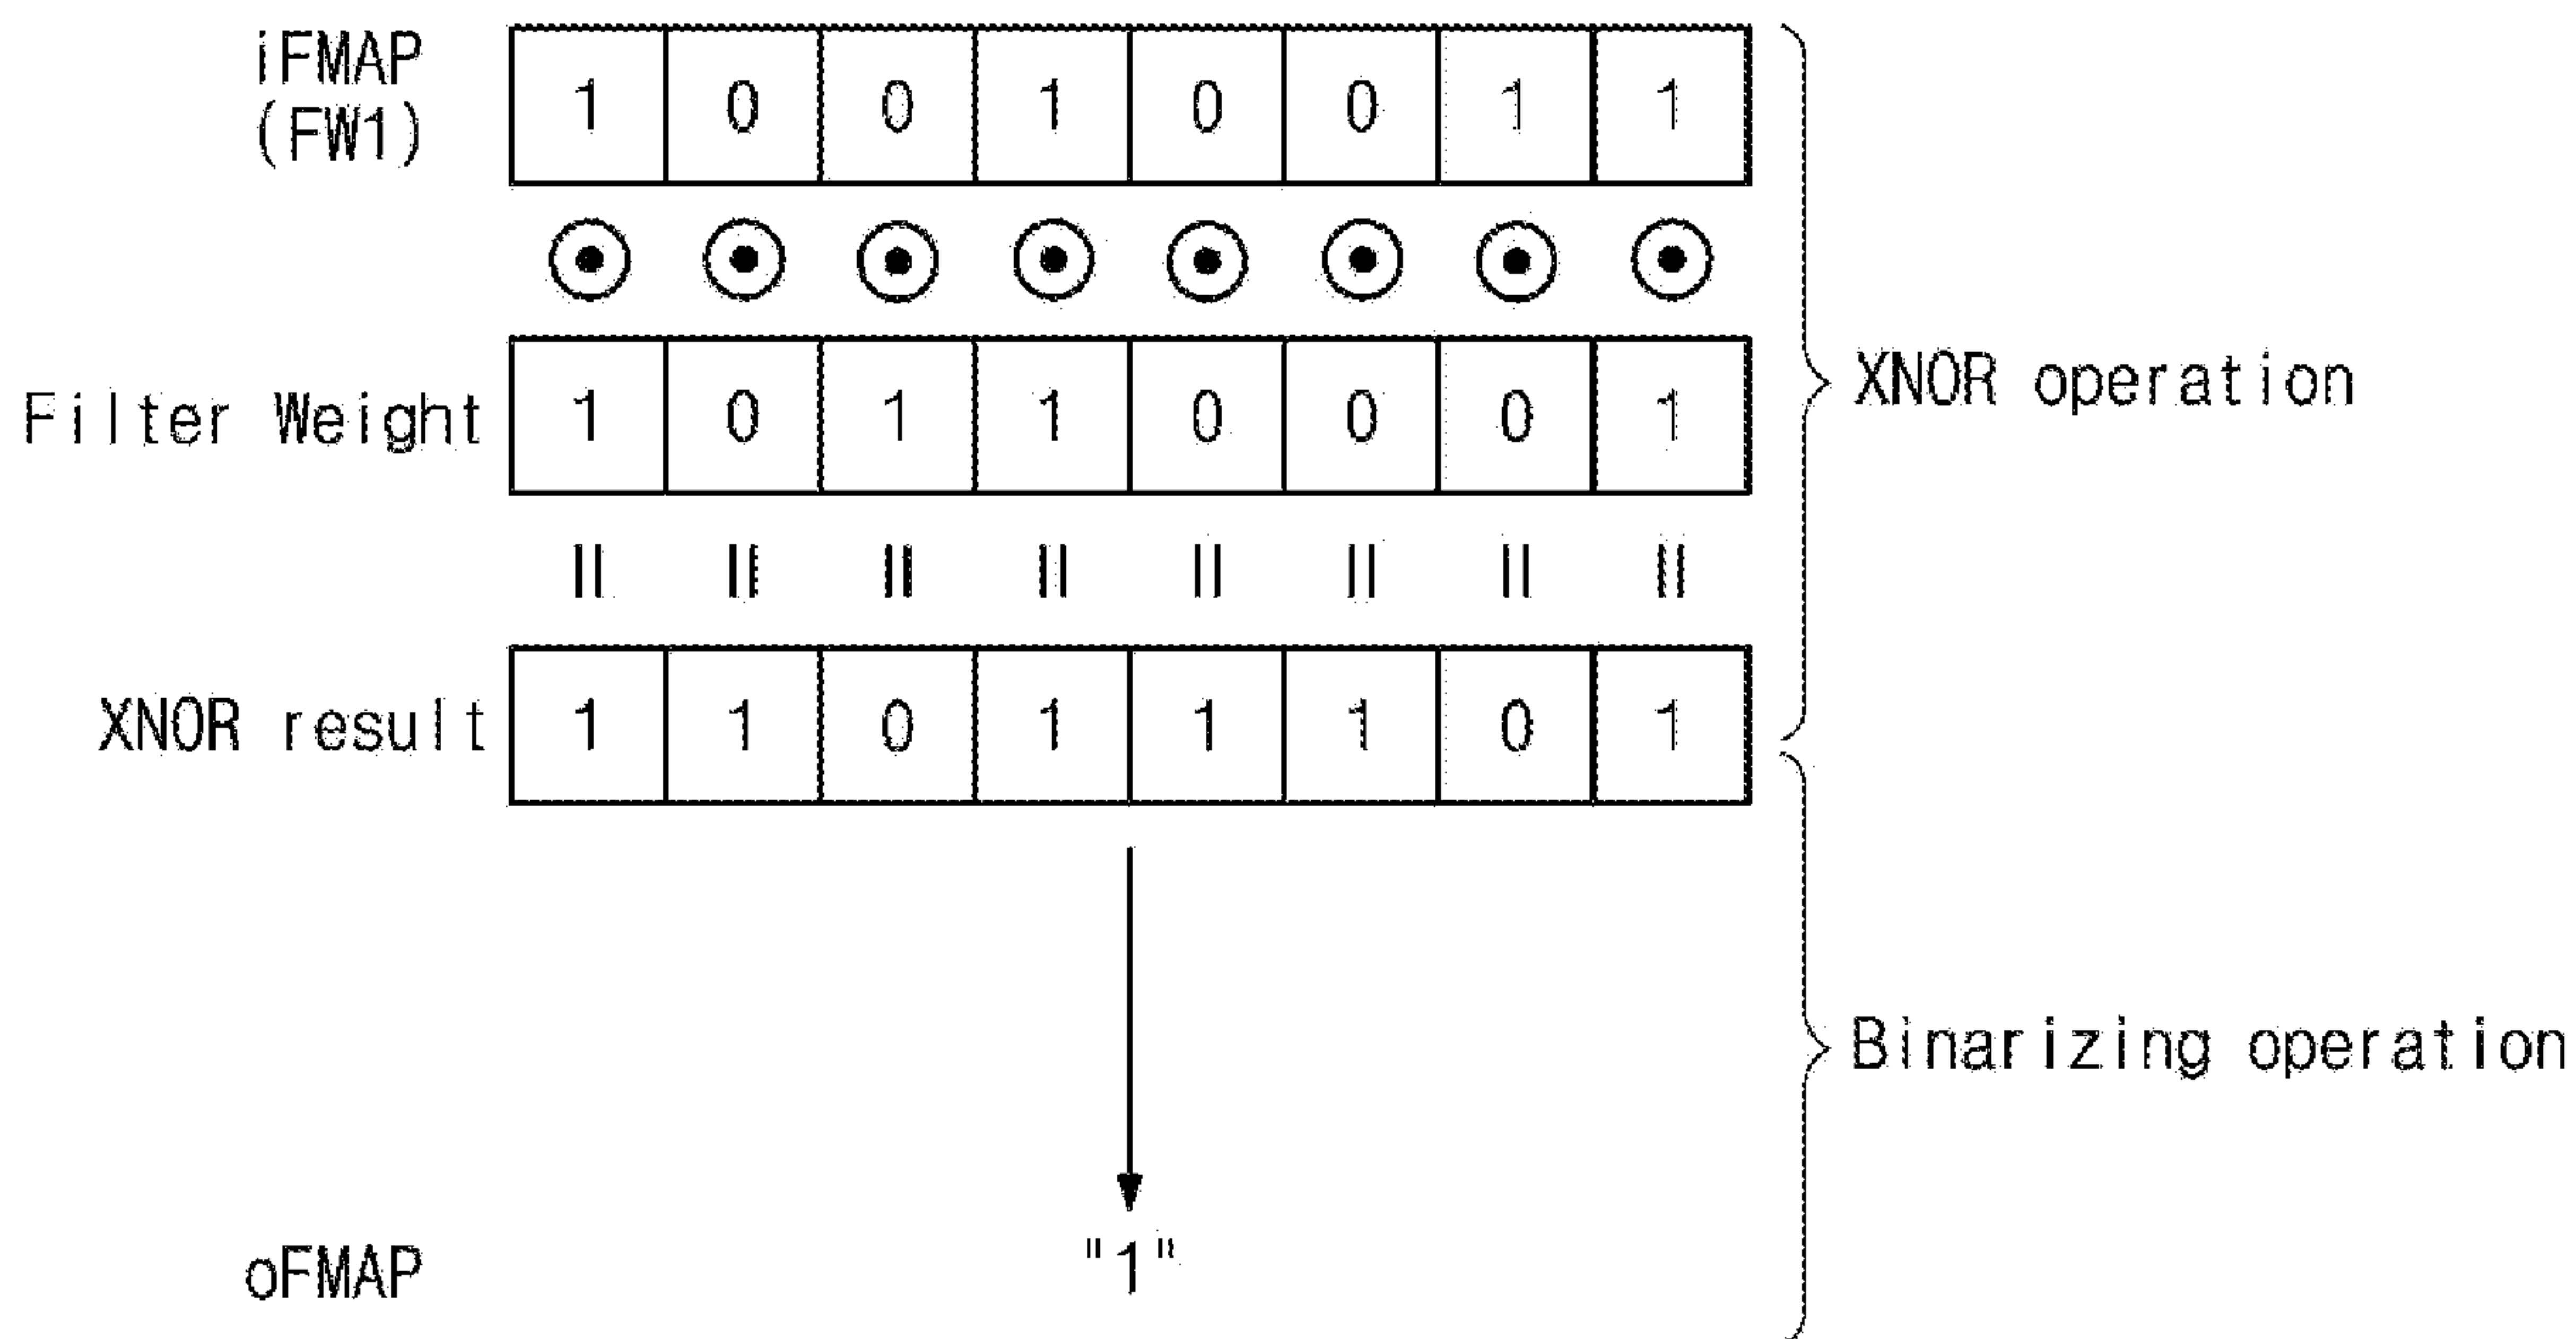 iFMAP
(FW1)
1 0 0 1 0 0 1 1
Filter Weight 1 0 1 1 0 0 0 1
XNOR operation
XNOR result 1 1 0 1 1 1 0 1
Binarizing operation
oFMAP "1"